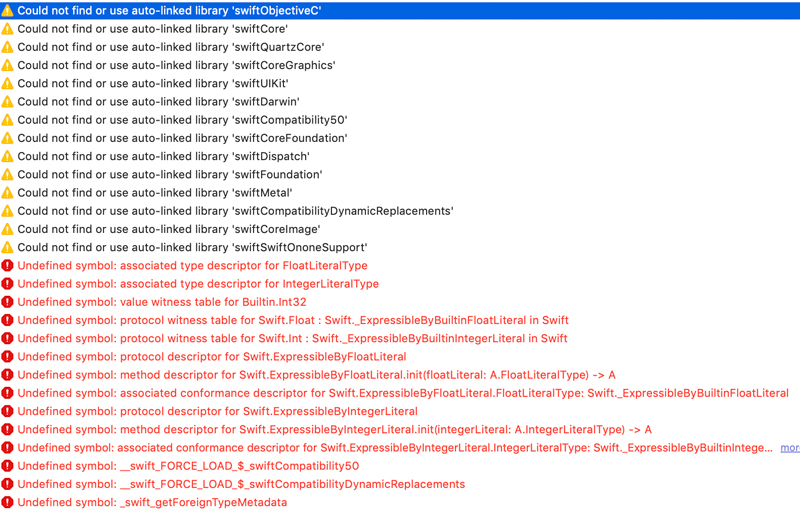 Could not find or use auto-linked library 'swiftObjectiveC'
Could not find or use auto-linked library 'swiftCore'
Could not find or use auto-linked library 'swiftQuartzCore'
Could not find or use auto-linked library 'swiftCoreGraphics'
Could not find or use auto-linked library 'swiftUIKit'
Could not find or use auto-linked library 'swiftDarwin'
Could not find or use auto-linked library 'swiftCompatibility50'
Could not find or use auto-linked library 'swiftCoreFoundation'
Could not find or use auto-linked library 'swiftDispatch'
Could not find or use auto-linked library 'swiftFoundation'
Could not find or use auto-linked library 'swiftMetal'
Could not find or use auto-linked library 'swiftCompatibilityDynamicReplacements'
Could not find or use auto-linked library 'swiftCoreImage'
Could not find or use auto-linked library 'swiftSwiftOnoneSupport'
Undefined symbol: associated type descriptor for FloatLiteralType
Undefined symbol: associated type descriptor for IntegerLiteralType
Undefined symbol: value witness table for Builtin.Int32
Undefined symbol: protocol witness table for Swift.Float : Swift._ExpressibleByBuiltinFloatLiteral in Swift
Undefined symbol: protocol witness table for Swift.Int : Swift._ExpressibleByBuiltinIntegerLiteral in Swift
Undefined symbol: protocol descriptor for Swift.ExpressibleByFloatLiteral
Undefined symbol: method descriptor for Swift.ExpressibleByFloatLiteral.init(floatLiteral: A.FloatLiteralType) -> A
Undefined symbol: associated conformance descriptor for Swift.ExpressibleByFloatLiteral.FloatLiteralType: Swift._ExpressibleByBuiltinFloatLiteral
Undefined symbol: protocol descriptor for Swift.ExpressibleByIntegerLiteral
Undefined symbol: method descriptor for Swift.ExpressibleByIntegerLiteral.init(integerLiteral: A.IntegerLiteralType) -> A
Undefined symbol: associated conformance descriptor for Swift.ExpressibleByIntegerLiteral.IntegerLiteralType: Swift._ExpressibleByBuiltinIntege... mor
Undefined symbol: __swift_FORCE_LOAD_$_swiftCompatibility50
Undefined symbol: __swift_FORCE_LOAD_$_swiftCompatibilityDynamicReplacements
Undefined symbol: _swift_getForeignTypeMetadata